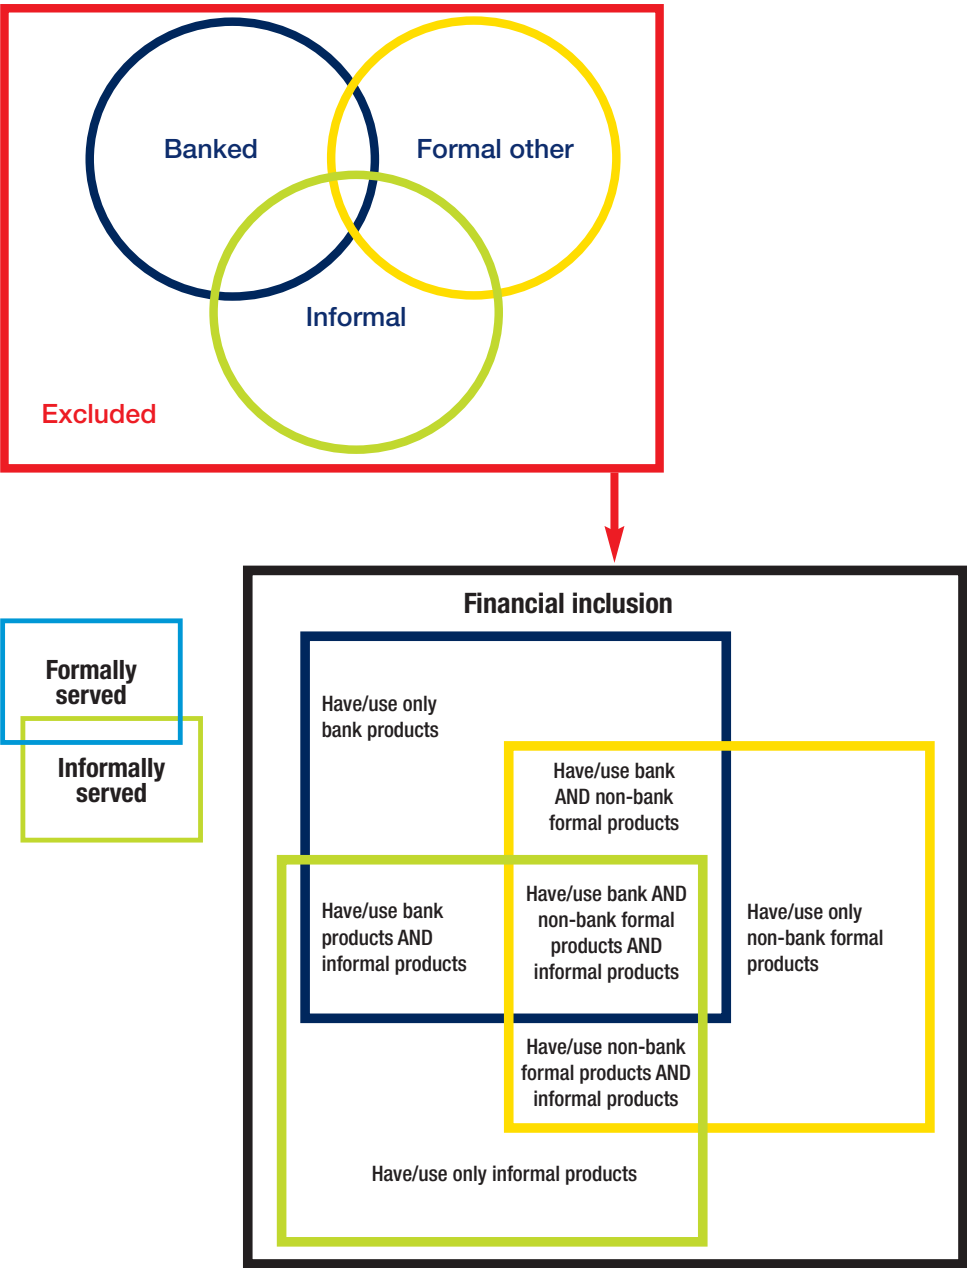 Banked
Formal other
Informal
Excluded
Financial inclusion
Formally
served
Informally
served
Have/use only
bank products
Have/use bank
AND non-bank
formal products
Have/use bank
products AND
informal products
Have/use bank AND
non-bank formal
products AND
informal products
Have/use only
non-bank formal
products
Have/use non-bank
formal products AND
informal products
Have/use only informal products